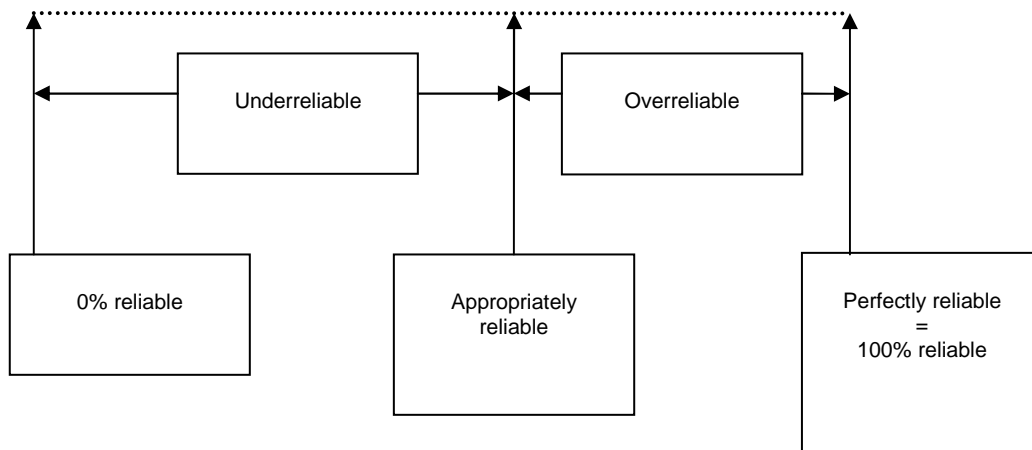 Underreliable
Overreliable
0% reliable
Appropriately
reliable
Perfectly reliable
=
100% reliable